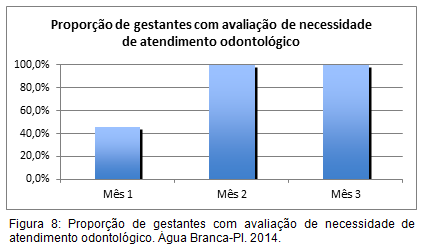 Proporção de gestantes com avaliação de necessidade
de atendimento odontológico
100,0%
80,0%
60,0%
40,0%
20,0%
0,0%
Mês 1 Mês 2 Mês 3
Figura 8: Proporção de gestantes com avaliação de necessidade de
atendimento odontológico. Água Branca-PI. 2014.